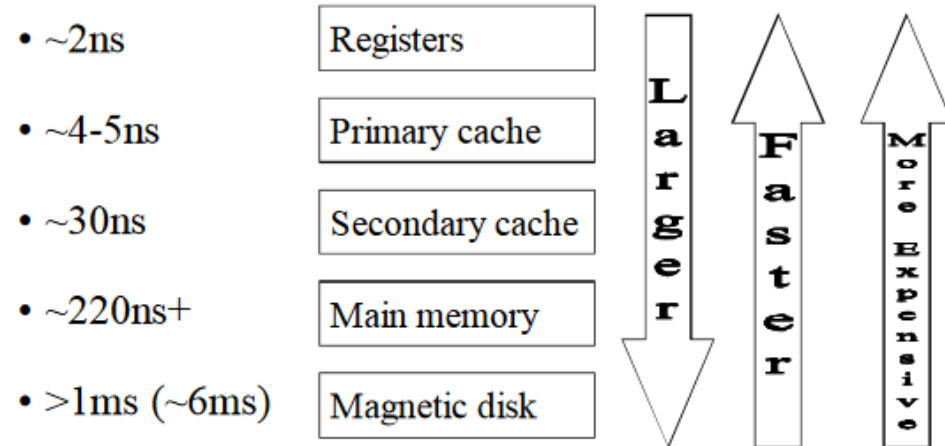 • ~2ns Registers
• ~4-5ns Primary cache
• ~30ns Secondary cache
• ~220ns+ Main memory
• >1ms (~6ms) Magnetic disk
Larger
Faster
More Expensive